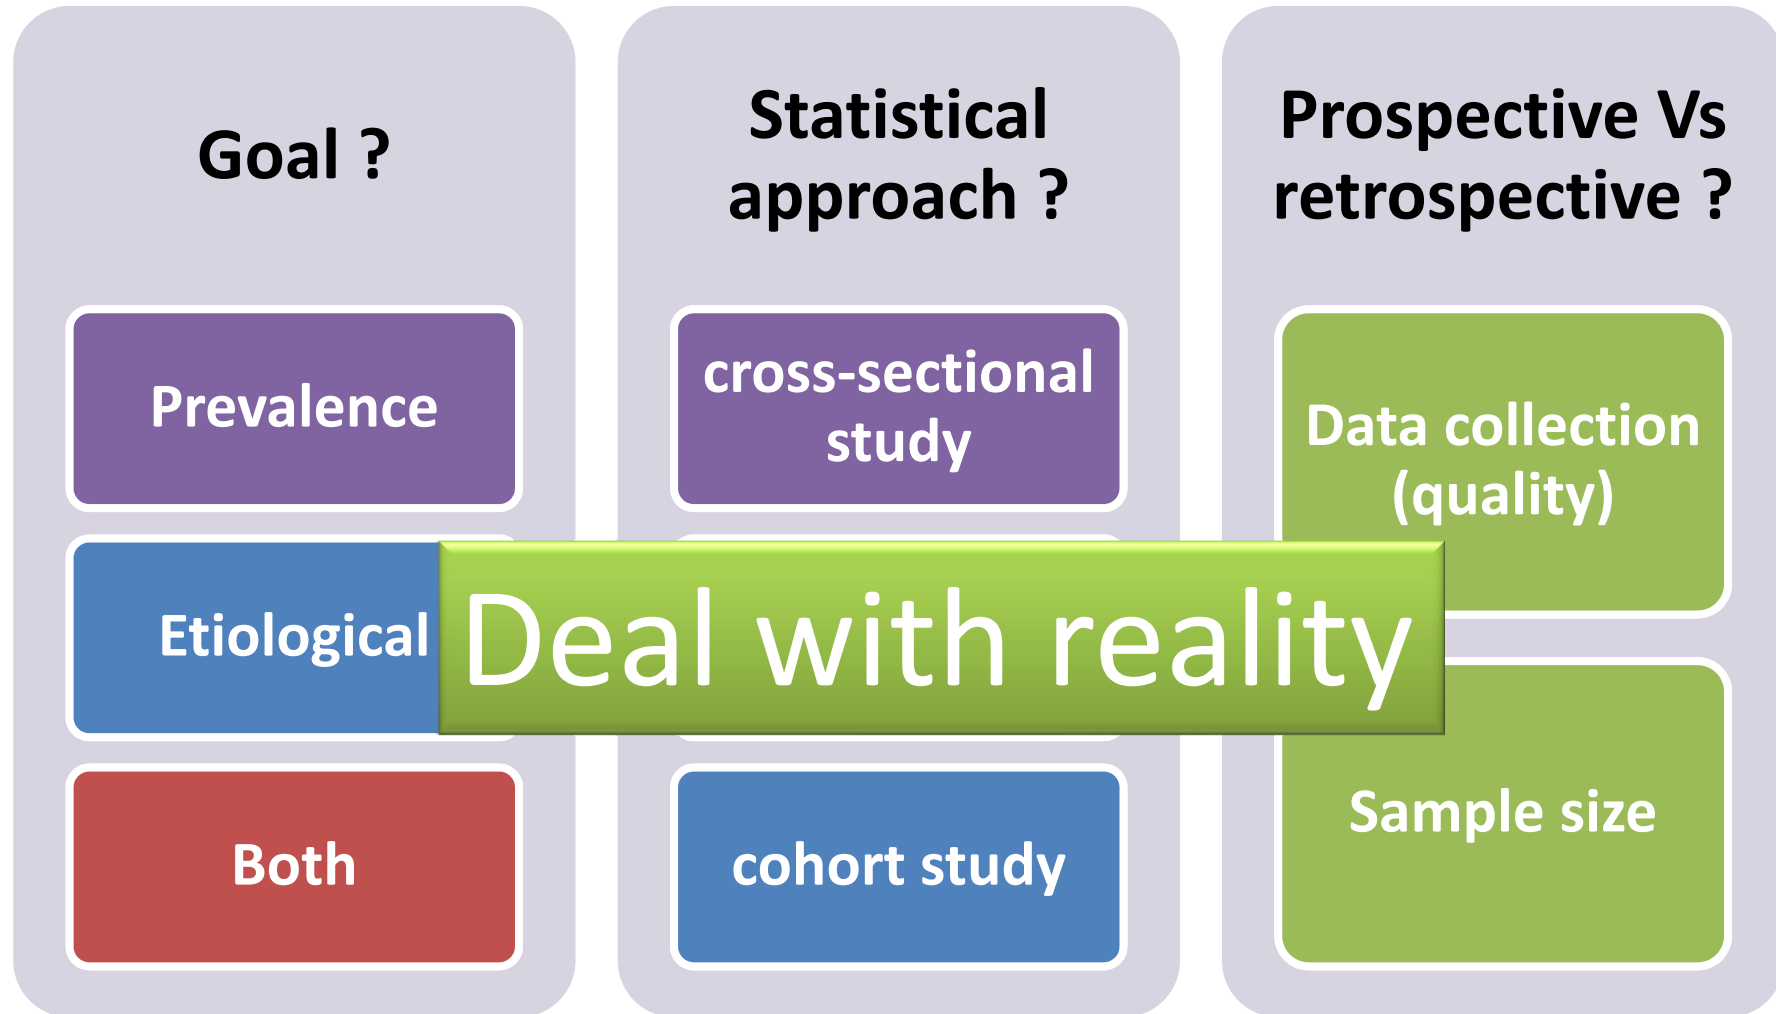 Goal ?
Prevalence
Etiological
Both
Statistical
approach ?
cross-sectional
study
cohort study
Prospective Vs
retrospective ?
Data collection
(quality)
Sample size
Deal with reality